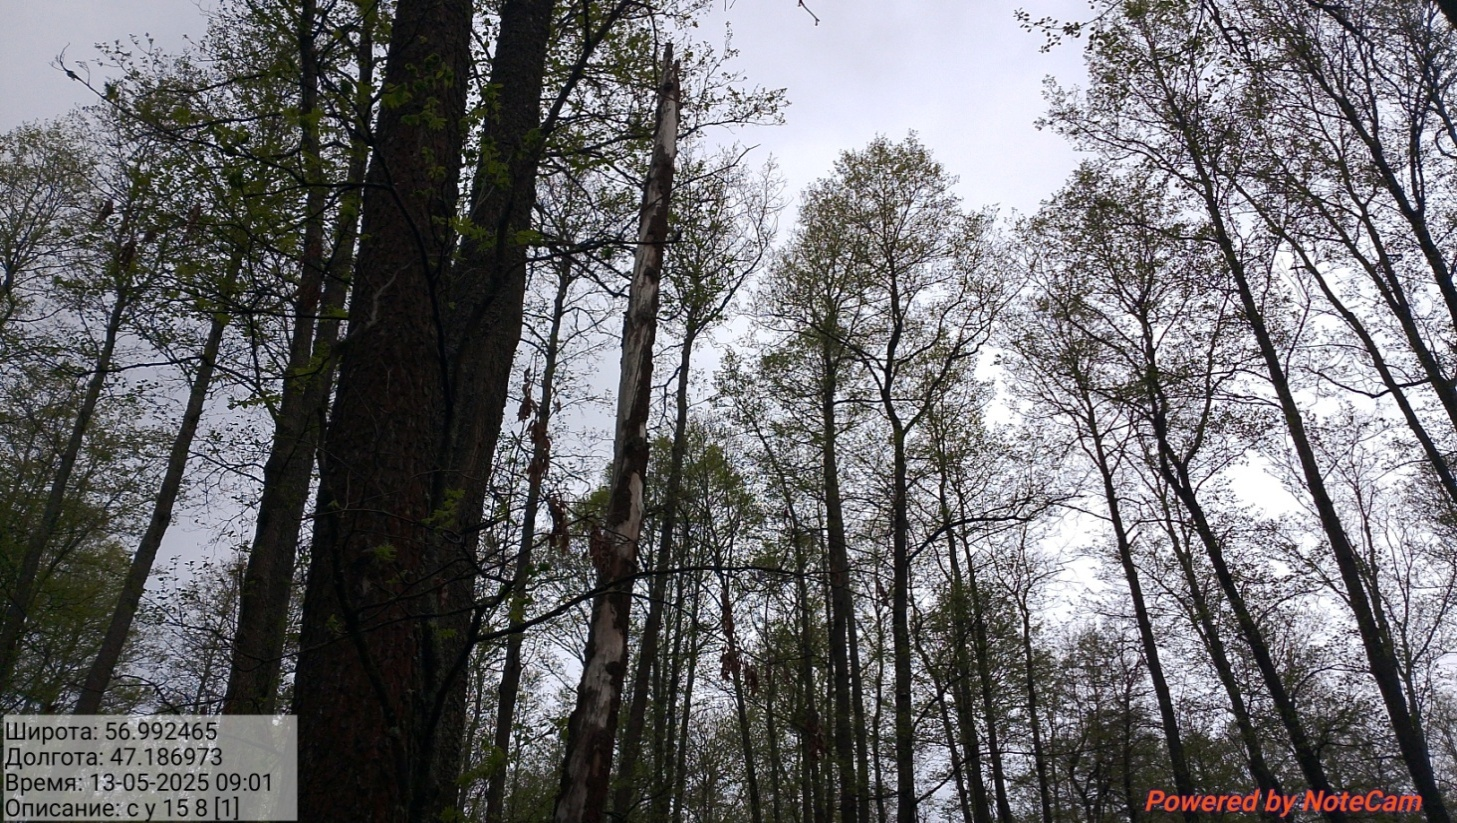 Широта: 56.992465
Долгота: 47.186973
Время: 13-05-2025 09:01
Описание: с у 15 8 [1]
Powered by NoteCam